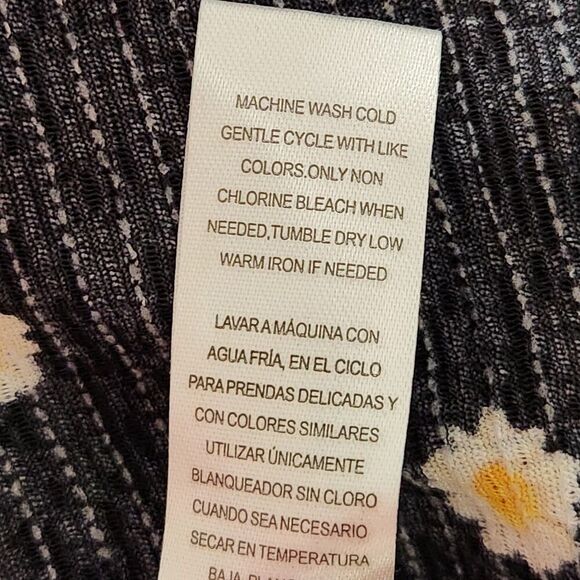 MACHINE WASH COLD
GENTLE CYCLE WITH LIKE
COLORS.ONLY NON
CHLORINE BLEACH WHEN
NEEDED,TUMBLE DRY LOW
WARM IRON IF NEEDED
LAVAR A MÁQUINA CON
AGUA FRÍA, EN EL CICLO
PARA PRENDAS DELICADAS Y
CON COLORES SIMILARES
UTILIZAR ÚNICAMENTE
BLANQUEADOR SIN CLORO
CUANDO SEA NECESARIO
SECAR EN TEMPERATURA
BAJA,